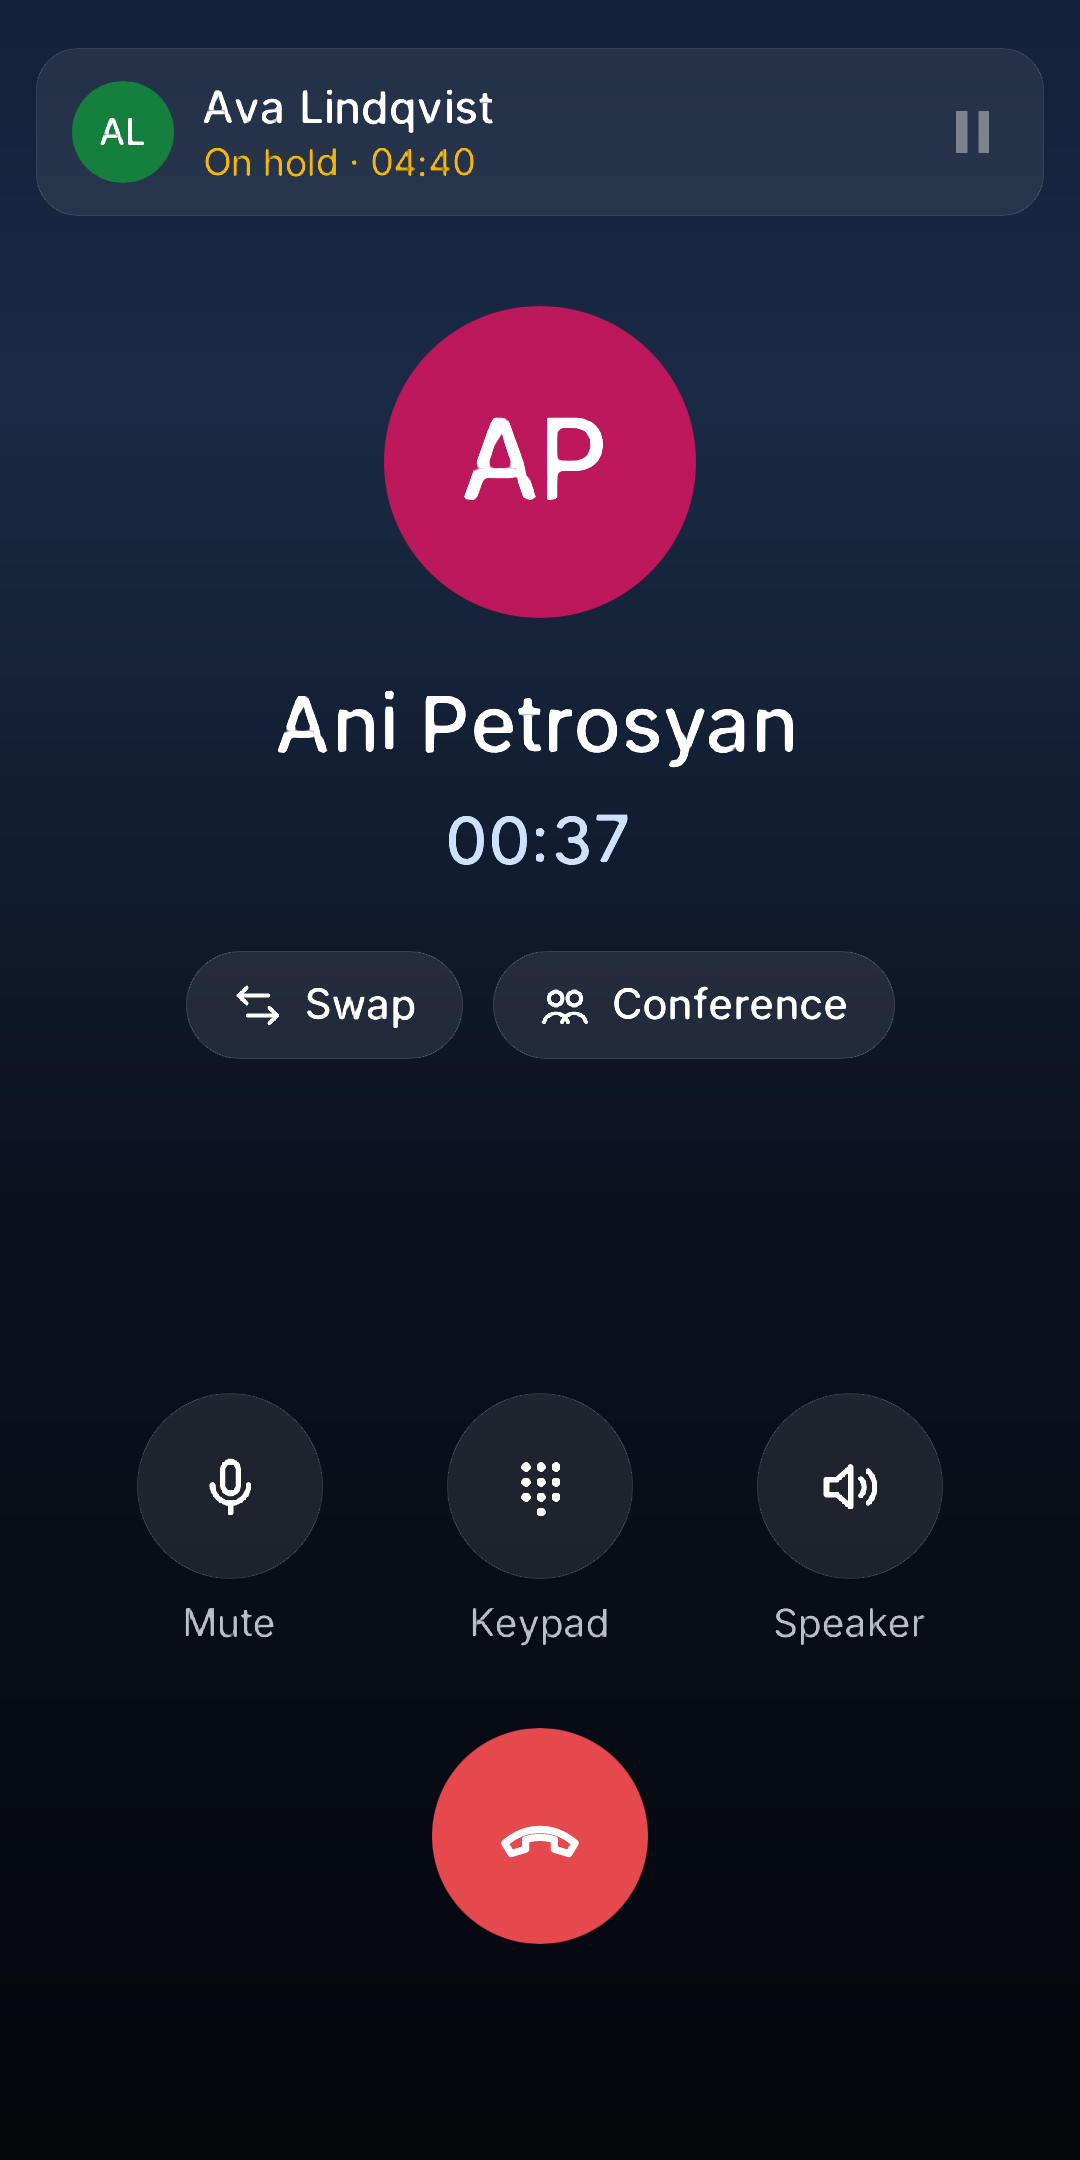 AL
Ava Lindqvist
On hold · 04:40
AP
Ani Petrosyan
00:37
Swap
Conference
Mute
Keypad
Speaker